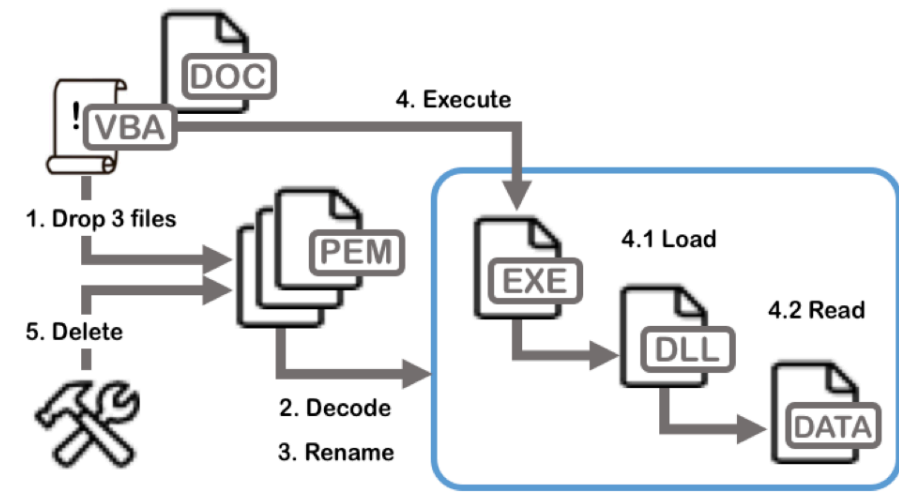 DOC
!
VBA
4. Execute
1. Drop 3 files
PEM
EXE
4.1 Load
DLL
4.2 Read
DATA
5. Delete
2. Decode
3. Rename